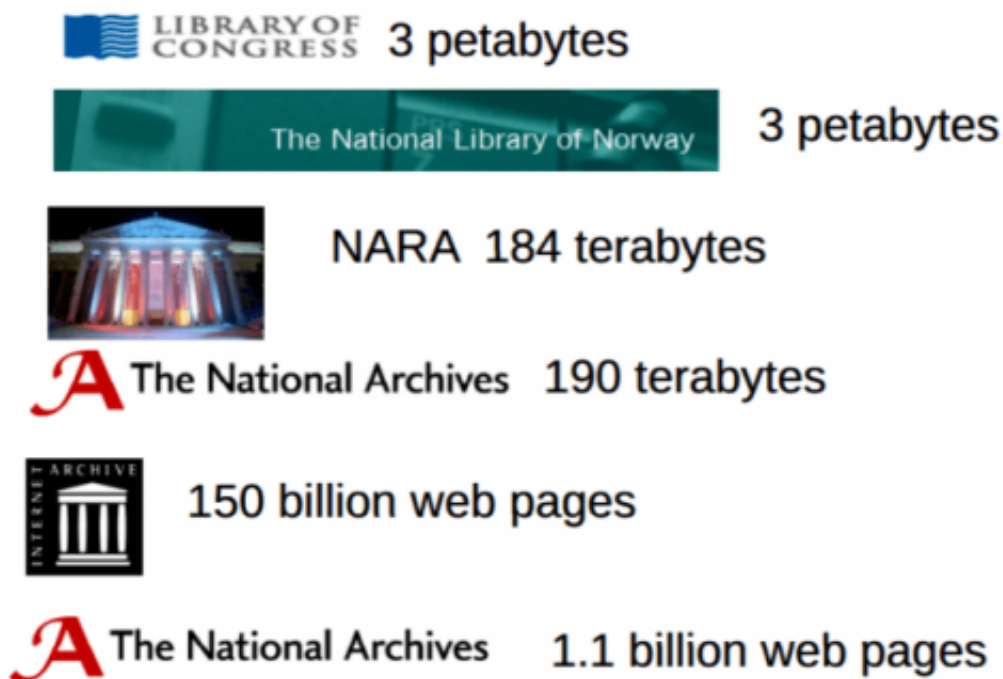 LIBRARY OF
CONGRESS
3 petabytes
The National Library of Norway
3 petabytes
NARA 184 terabytes
The National Archives 190 terabytes
INTERNET
ARCHIVE
150 billion web pages
The National Archives 1.1 billion web pages